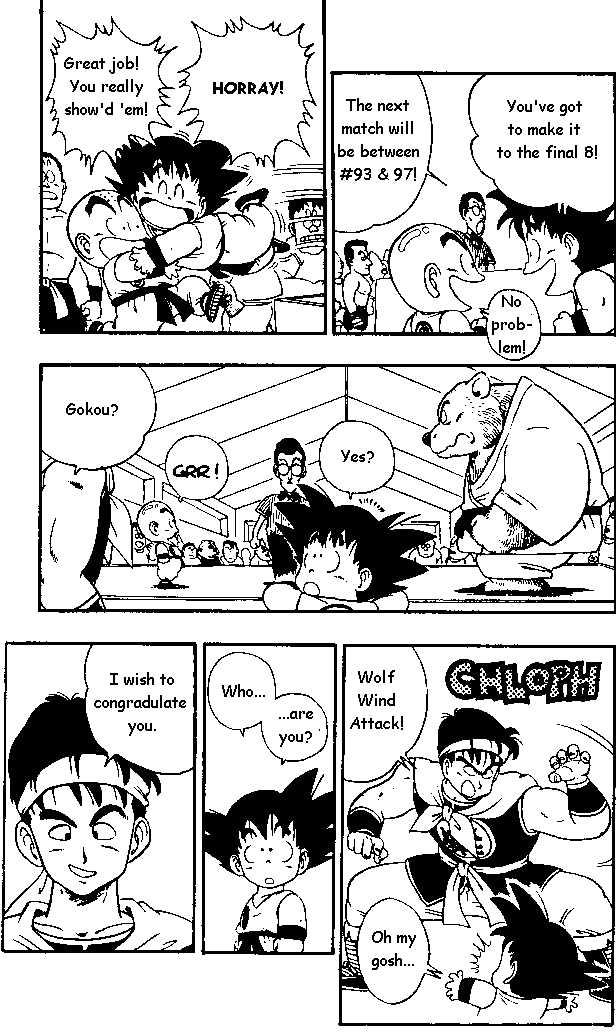 Great job!
You really
show'd 'em!
HORRAY!
The next
match will
be between
#93 & 97!
You've got
to make it
to the final 8!
No
prob-
lem!
Gokou?
GRR!
Yes?
I wish to
congradulate
you.
Who...
...are
you?
Wolf
Wind
Attack!
CHLOPH
Oh my
gosh...